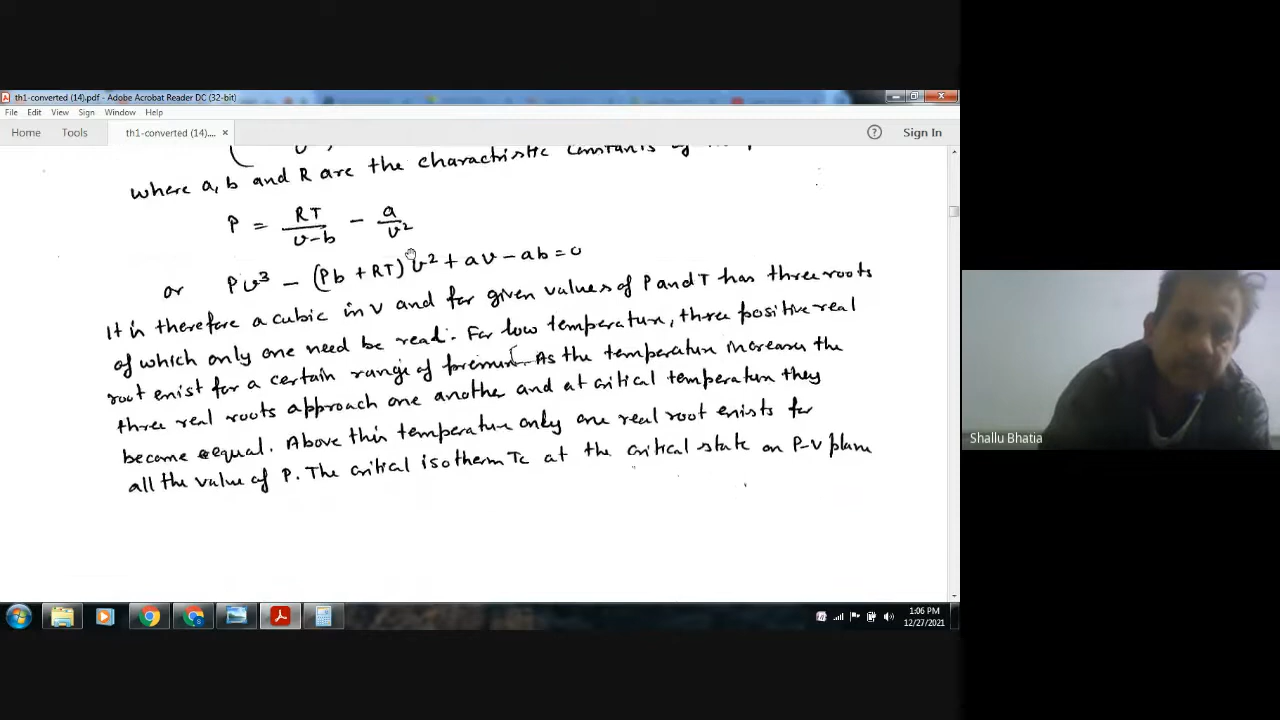 th1-converted (14).pdf - Adobe Acrobat Reader DC (32-bit)
File Edit View Sign Window Help
Home Tools th1-converted (14).... × Sign In
where a, b and R are the charactristic constants of
P = RT/(v-b) - a/v²
or Pv³ - (Pb + RT)v² + av - ab = 0
It is therefore a cubic in v and for given values of P and T has three roots
of which only one need be read. For low temperature, three positive real
root exist for a certain range of As the temperature increases the
three real roots approach one another and at critical temperature they
become equal. Above this temperature only one real root exists for
all the value of P. The critical isotherm Tc at the critical state on P-v plane
Shallu Bhatia
1:06 PM
12/27/2021